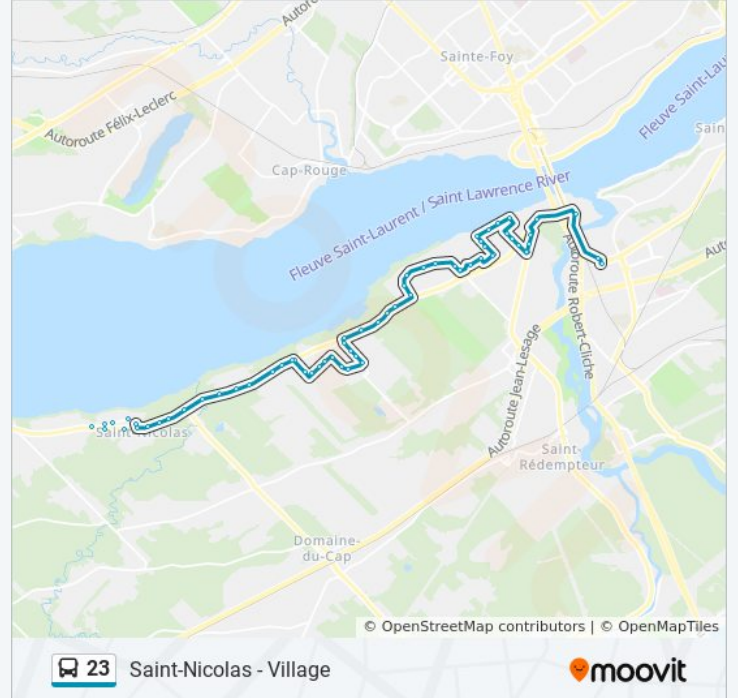 Autoro
Sainte-Foy
Autoroute Félix-Leclerc
Fleuve Saint-Lau
Sain
Cap-Rouge
Fleuve Saint-Laurent / Saint Lawrence River
Auto
Autoroute Robert-Cliche
Autoroute Jean-Lesage
Saint-Nicolas
Saint-
Rédempteur
Domaine-
du-Cap
© OpenStreetMap contributors | © OpenMapTiles
23 Saint-Nicolas - Village
moovit